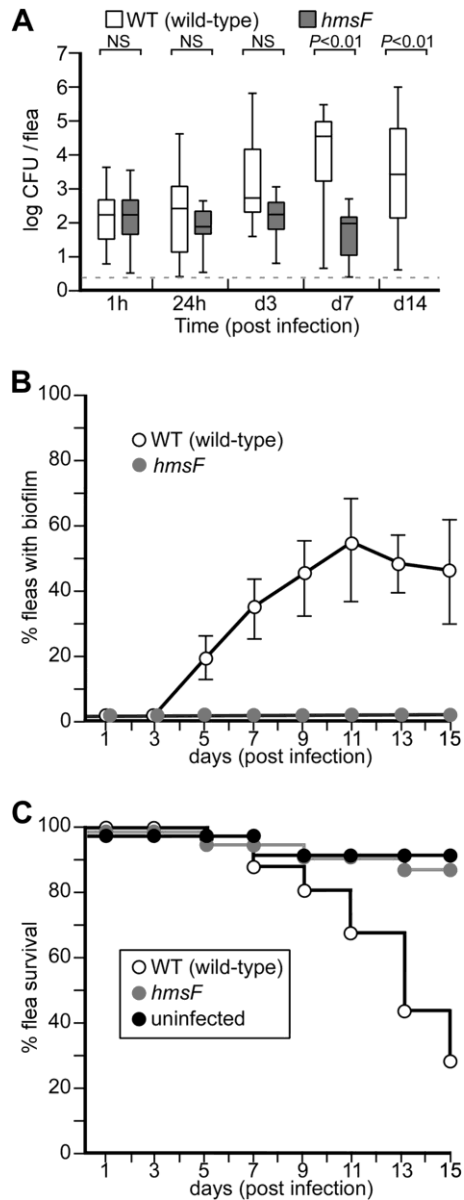 A
WT (wild-type) hmsF
NS NS NS P<0.01 P<0.01
7
6
5
4
3
2
1
0
log CFU / flea
1h 24h d3 d7 d14
Time (post infection)
B
100
80
60
40
20
0
% fleas with biofilm
WT (wild-type)
hmsF
1 3 5 7 9 11 13 15
days (post infection)
C
100
80
60
40
20
0
% flea survival
WT (wild-type)
hmsF
uninfected
1 3 5 7 9 11 13 15
days (post infection)